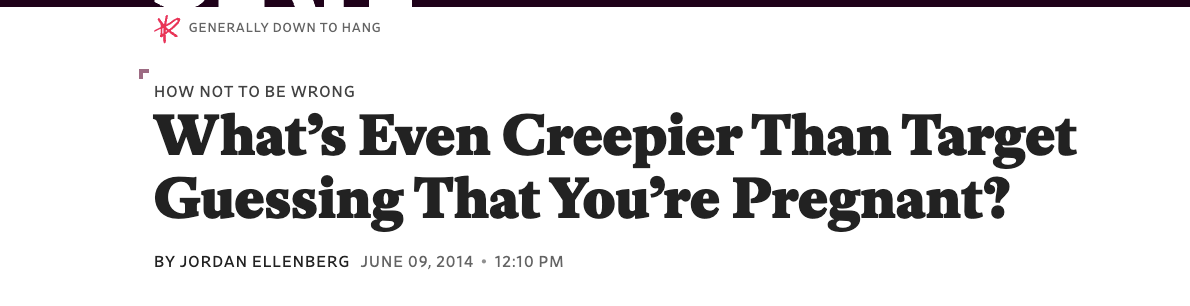 GENERALLY DOWN TO HANG
HOW NOT TO BE WRONG
What’s Even Creepier Than Target
Guessing That You’re Pregnant?
BY JORDAN ELLENBERG JUNE 09, 2014 • 12:10 PM